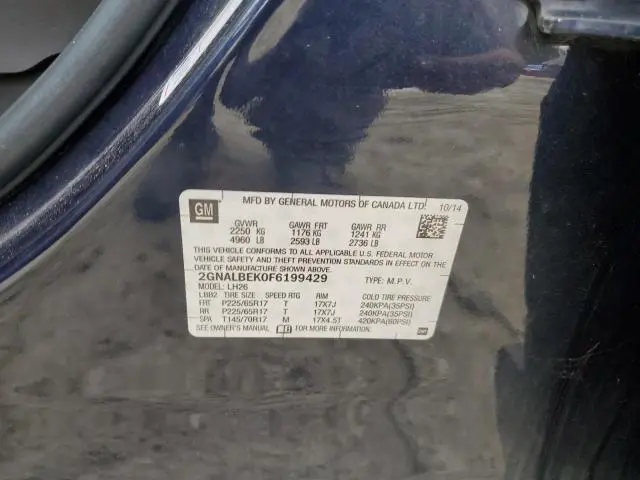 GM
MFD BY GENERAL MOTORS OF CANADA LTD. 10/14
GVWR GAWR FRT GAWR RR
2250 KG 1176 KG 1241 KG
4960 LB 2593 LB 2736 LB
THIS VEHICLE CONFORMS TO ALL APPLICABLE U.S. FEDERAL MOTOR
VEHICLE SAFETY, BUMPER, AND THEFT PREVENTION STANDARDS
IN EFFECT ON THE DATE OF MANUFACTURE SHOWN ABOVE.
2GNALBEK0F6199429 TYPE: M.P.V.
MODEL: LH26
LBB2 TIRE SIZE SPEED RTG RIM COLD TIRE PRESSURE
FRT P225/65R17 T 17X7J 240KPA(35PSI)
RR P225/65R17 T 17X7J 240KPA(35PSI)
SPA T145/70R17 M 17X4.5T 420KPA(60PSI)
SEE OWNER'S MANUAL FOR MORE INFORMATION.